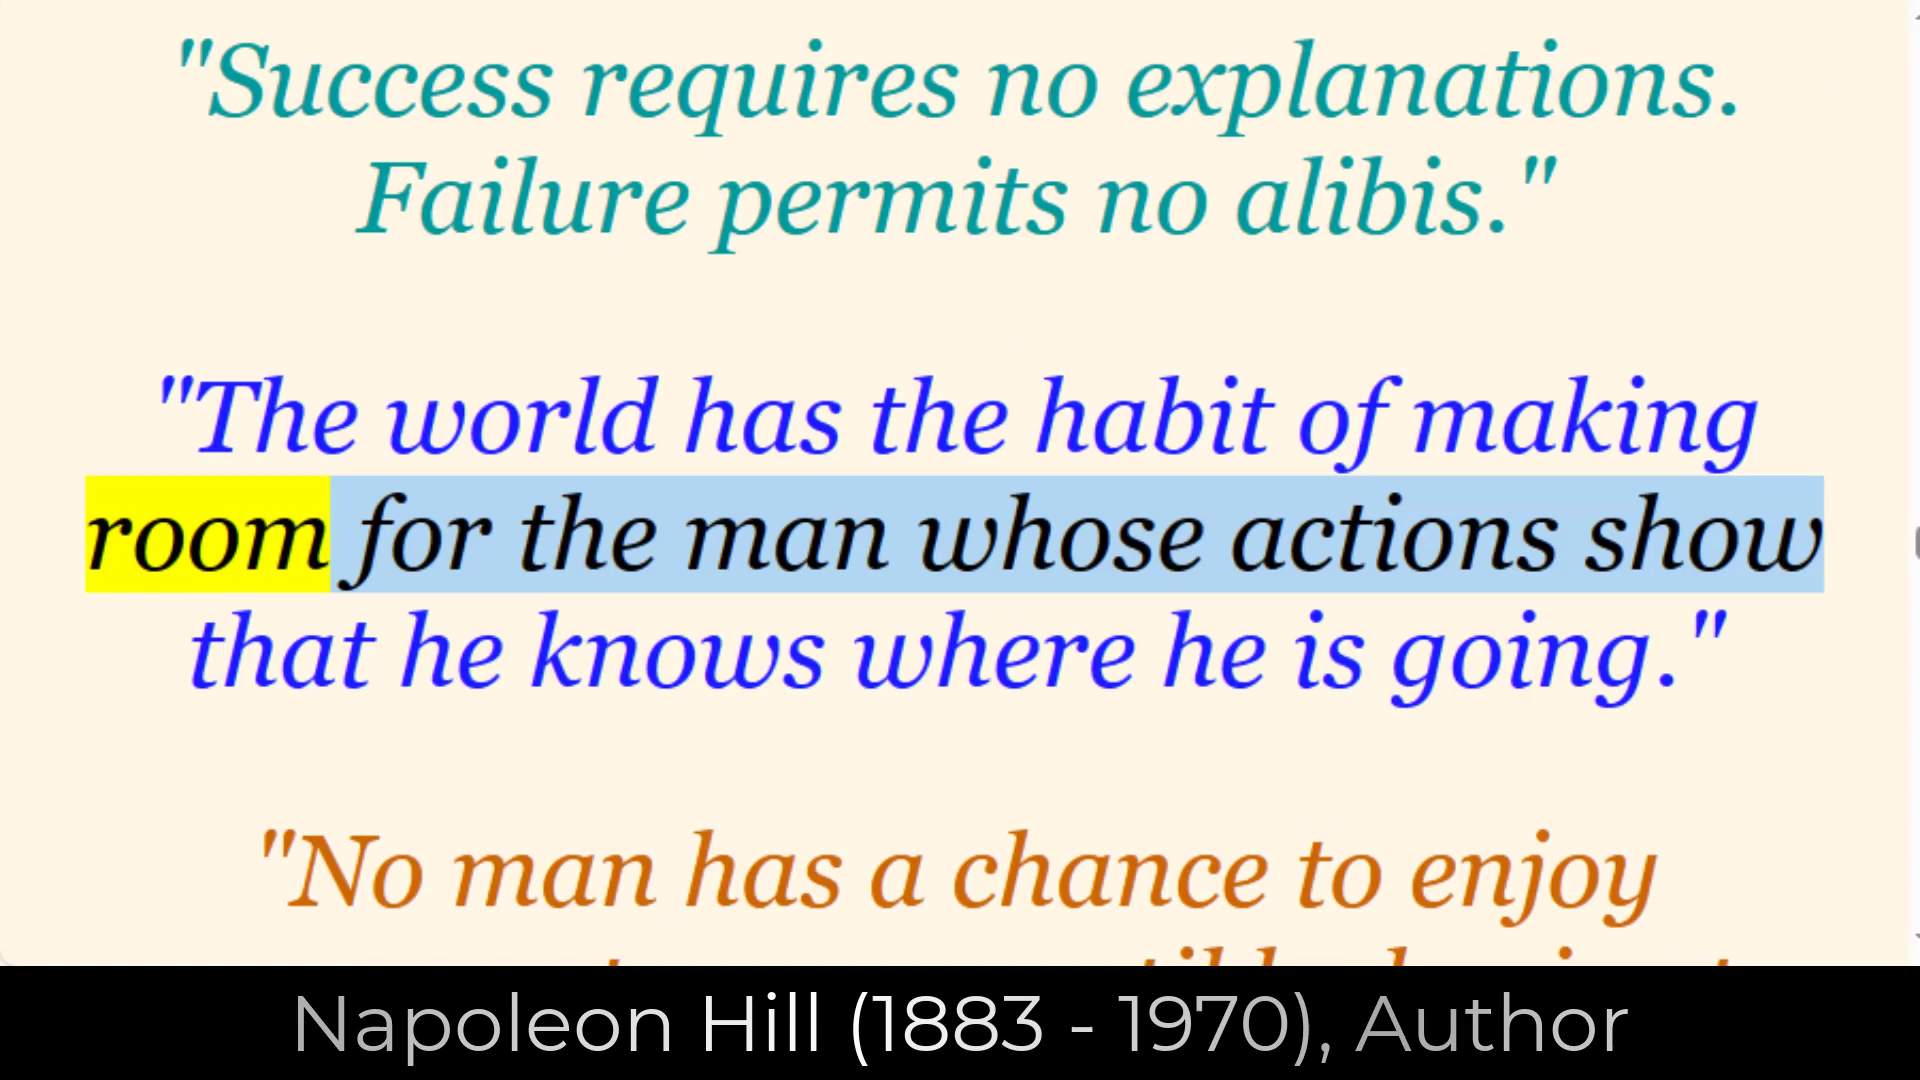 "Success requires no explanations.
Failure permits no alibis."
"The world has the habit of making
room for the man whose actions show
that he knows where he is going."
"No man has a chance to enjoy
Napoleon Hill (1883 - 1970), Author